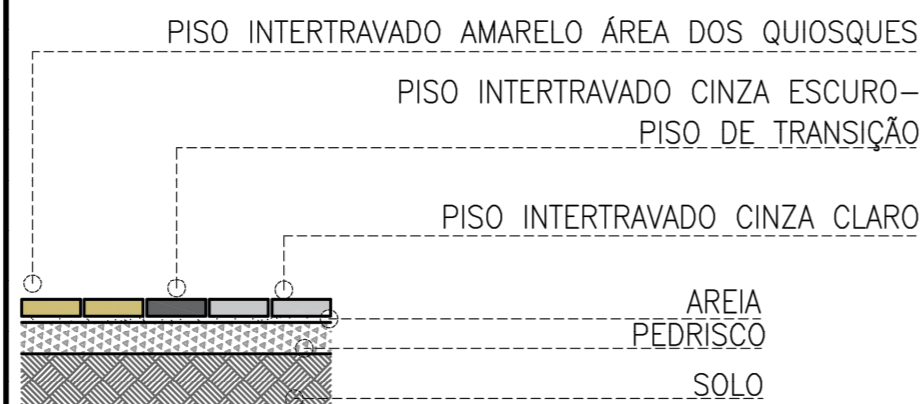 PISO INTERTRAVADO AMARELO ÁREA DOS QUIOSQUES
PISO INTERTRAVADO CINZA ESCURO–
PISO DE TRANSIÇÃO
PISO INTERTRAVADO CINZA CLARO
AREIA
PEDRISCO
SOLO